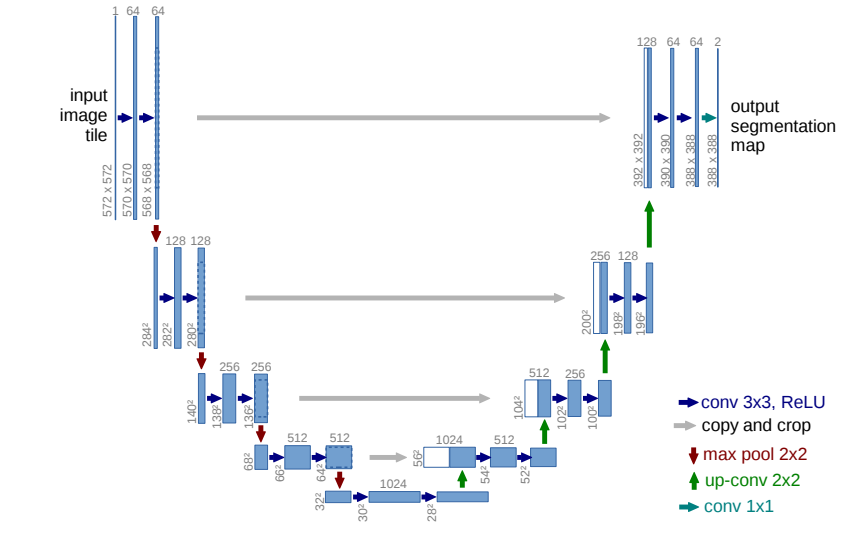 1 64 64
input
image
tile
572 x 572
570 x 570
568 x 568
128 64 64 2
output
segmentation
map
392 x 392
390 x 390
388 x 388
388 x 388
128 128
284²
282²
280²
256 128
200²
198²
196²
256 256
140²
138²
136²
512 256
104²
102²
100²
512 512
68²
66²
64²
1024 512
56²
54²
52²
1024
32²
30²
28²
conv 3x3, ReLU
copy and crop
max pool 2x2
up-conv 2x2
conv 1x1